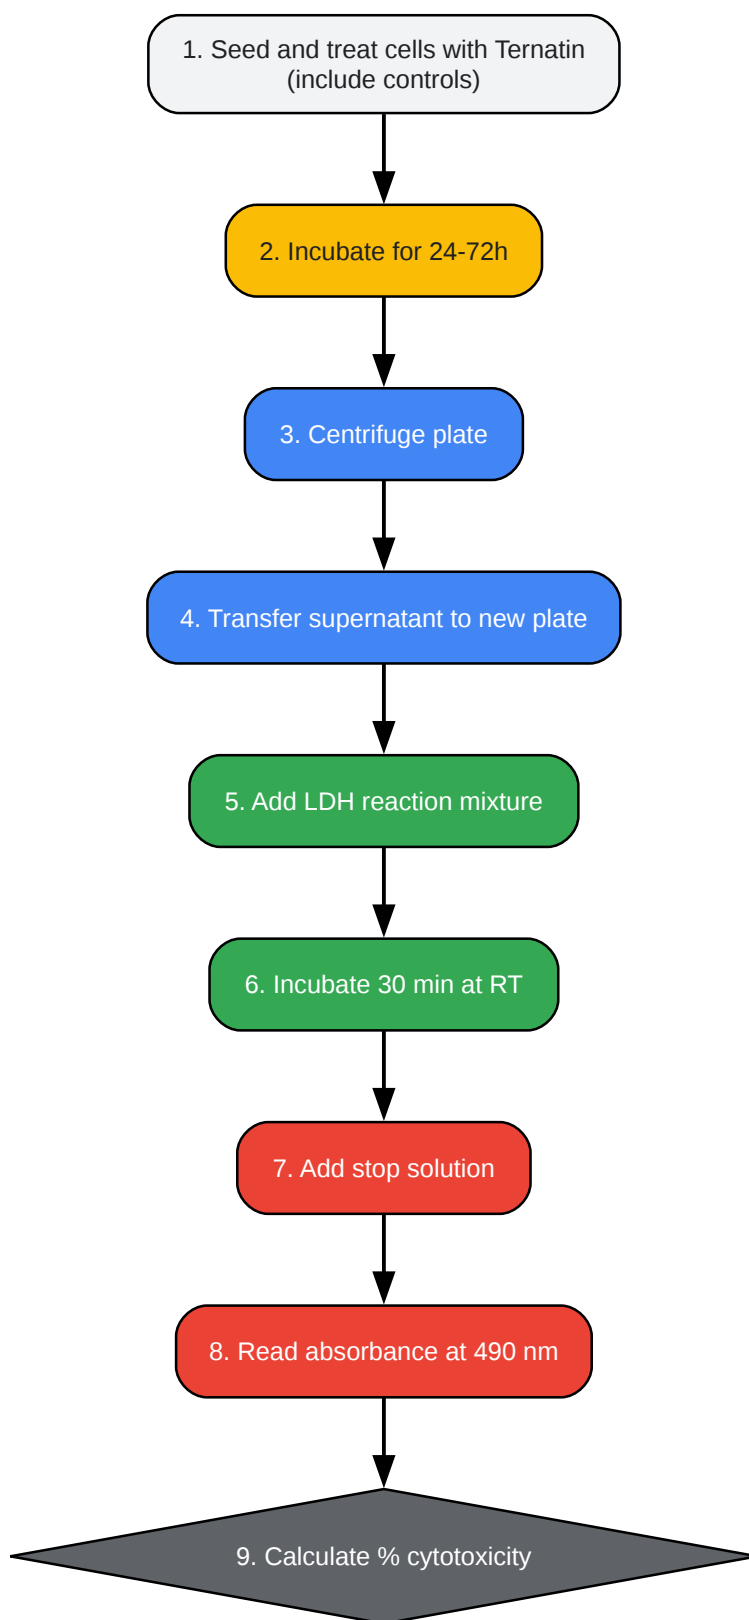 1. Seed and treat cells with Ternatin
(include controls)
2. Incubate for 24-72h
3. Centrifuge plate
4. Transfer supernatant to new plate
5. Add LDH reaction mixture
6. Incubate 30 min at RT
7. Add stop solution
8. Read absorbance at 490 nm
9. Calculate % cytotoxicity